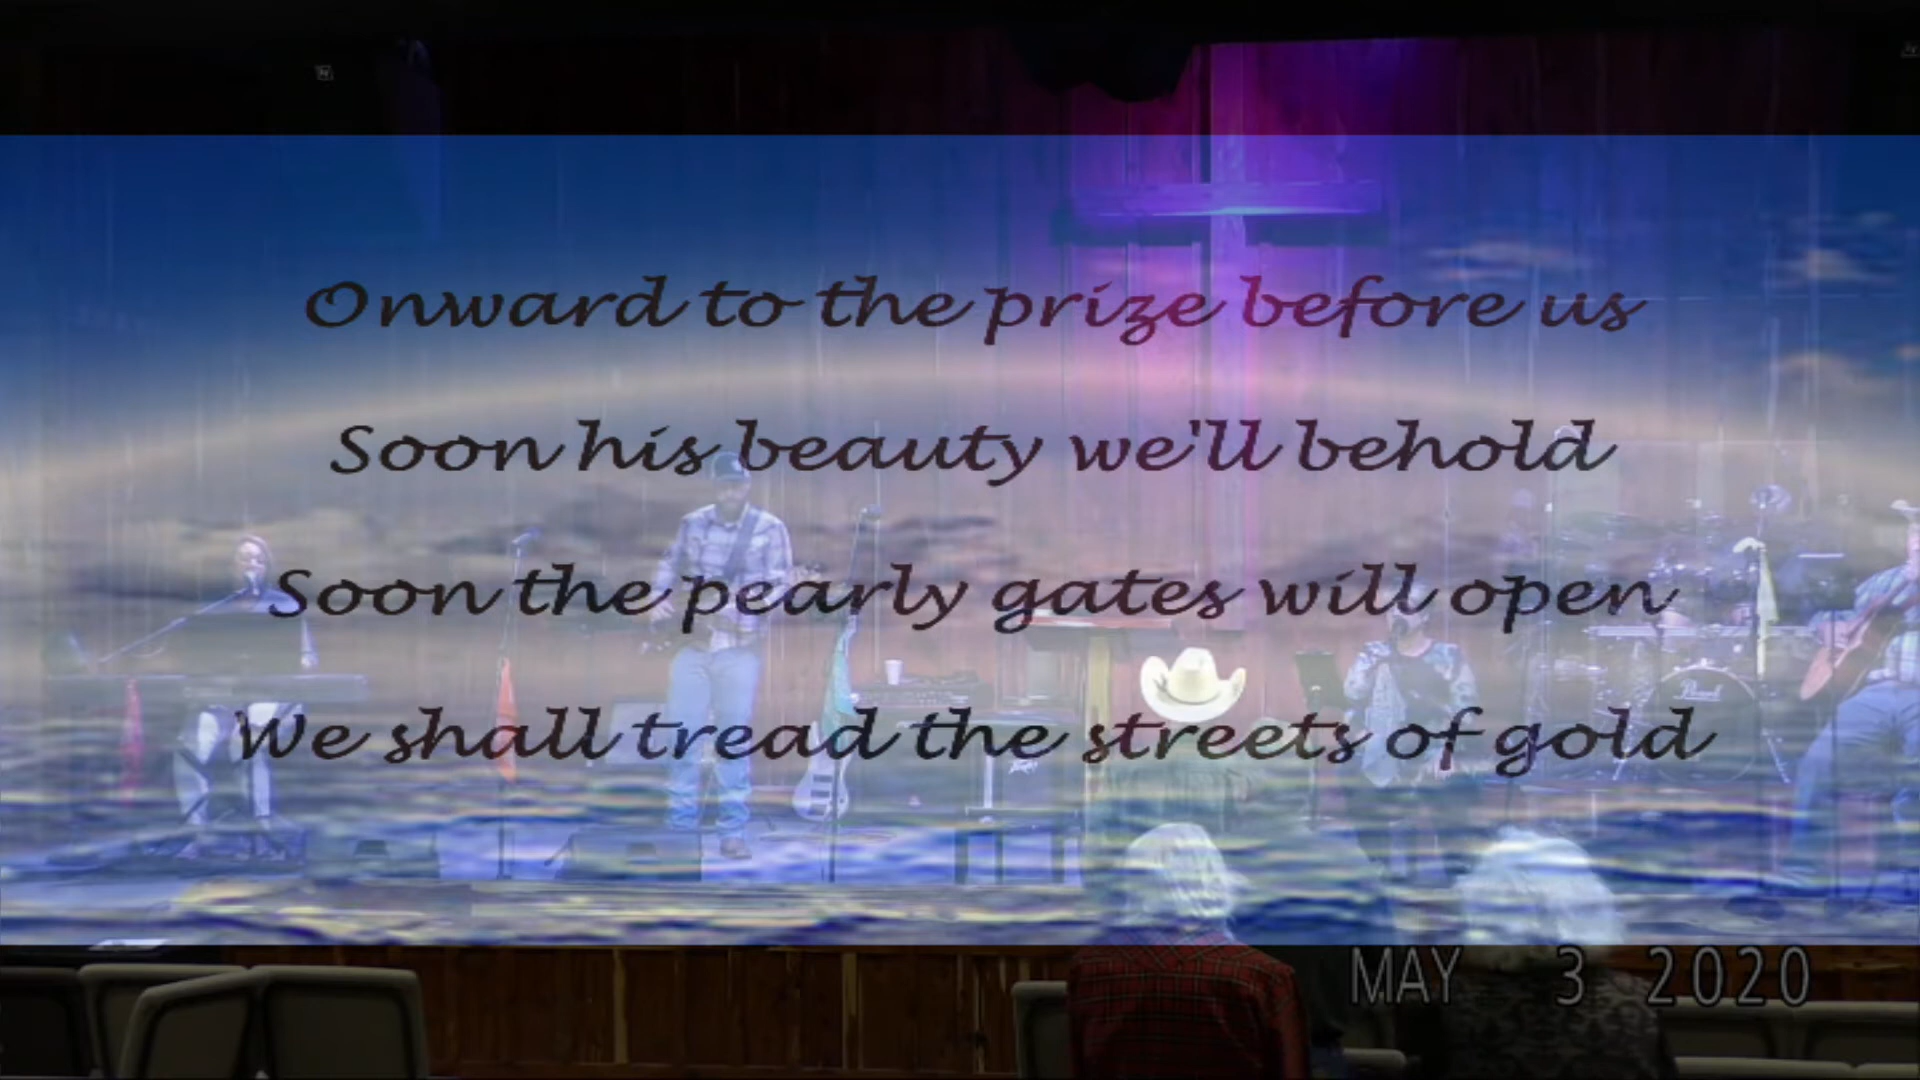 Onward to the prize before us
Soon his beauty we'll behold
Soon the pearly gates will open
We shall tread the streets of gold
MAY 3 2020